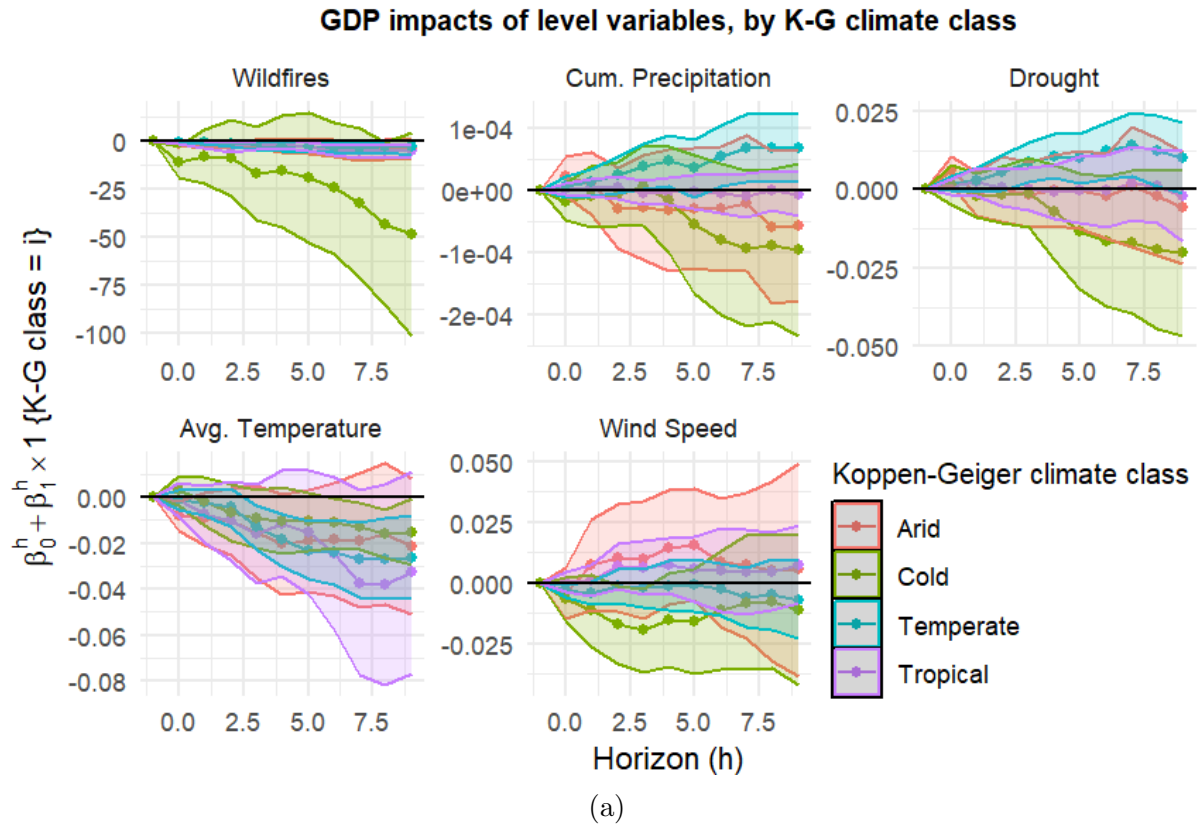 GDP impacts of level variables, by K-G climate class
Wildfires
Cum. Precipitation
Drought
0
-25
-50
-75
-100
1e-04
0e+00
-1e-04
-2e-04
0.025
0.000
-0.025
-0.050
0.0 2.5 5.0 7.5
0.0 2.5 5.0 7.5
0.0 2.5 5.0 7.5
Avg. Temperature
Wind Speed
0.00
-0.02
-0.04
-0.06
-0.08
0.050
0.025
0.000
-0.025
0.0 2.5 5.0 7.5
0.0 2.5 5.0 7.5
β₀ʰ + β₁ʰ × 1 {K-G class = i}
Horizon (h)
Koppen-Geiger climate class
Arid
Cold
Temperate
Tropical
(a)